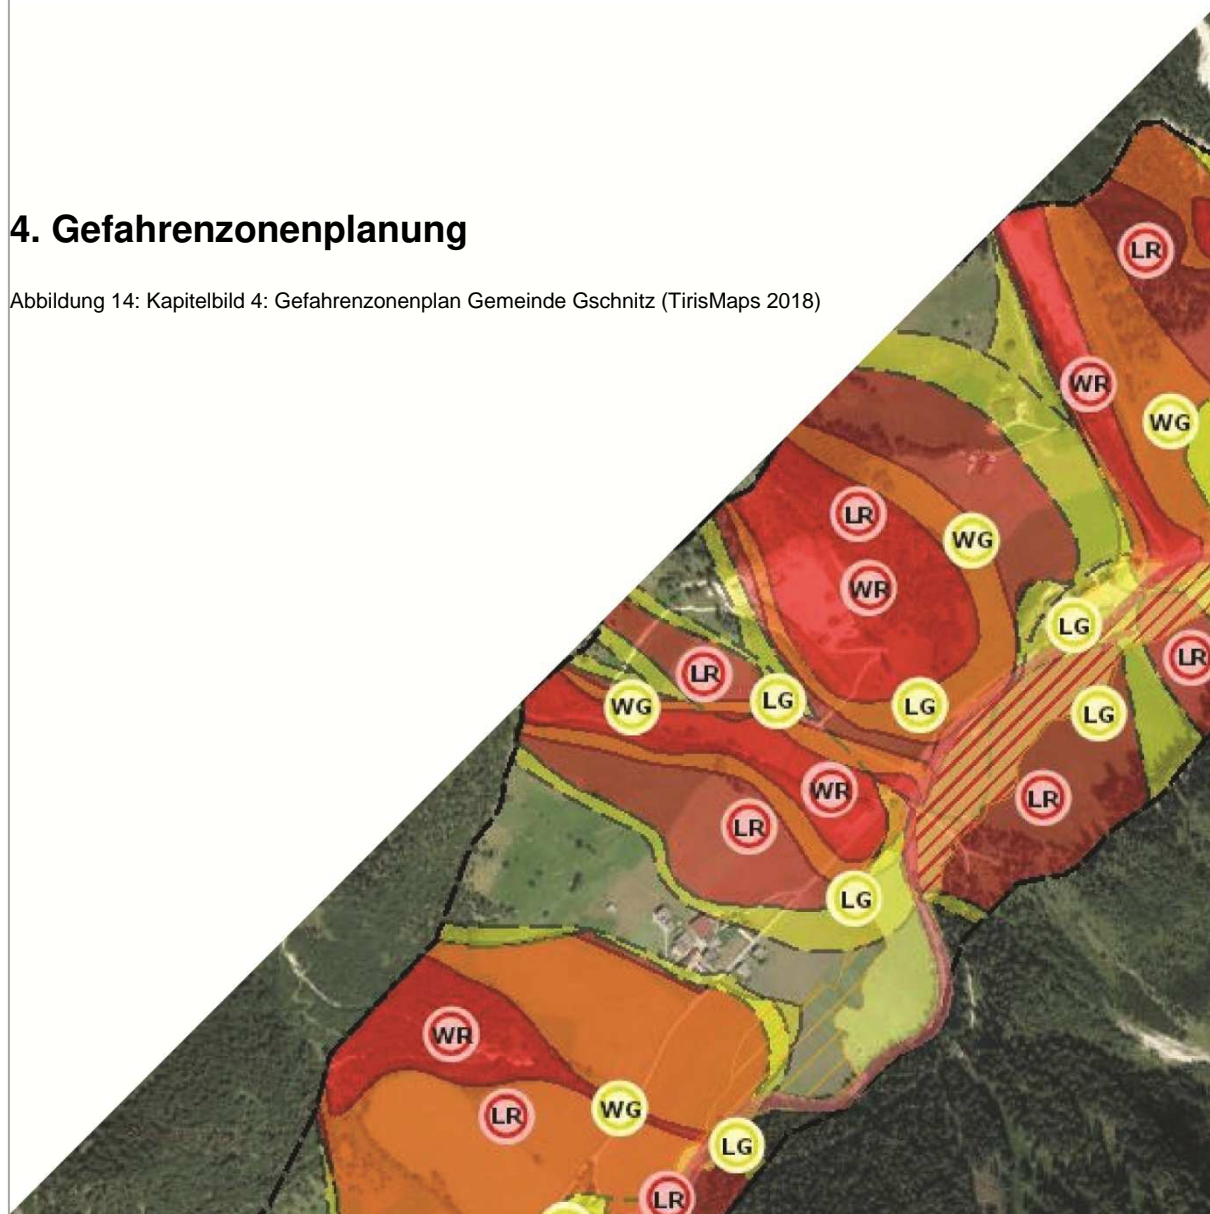 4. Gefahrenzonenplanung
Abbildung 14: Kapitelbild 4: Gefahrenzonenplan Gemeinde Gschnitz (TirisMaps 2018)
LR
WR
WG
LR
WG
WR
LG
LR
LR
LG
WG
LG
LG
WR
LR
LR
LG
WR
WG
LR
LG
LR